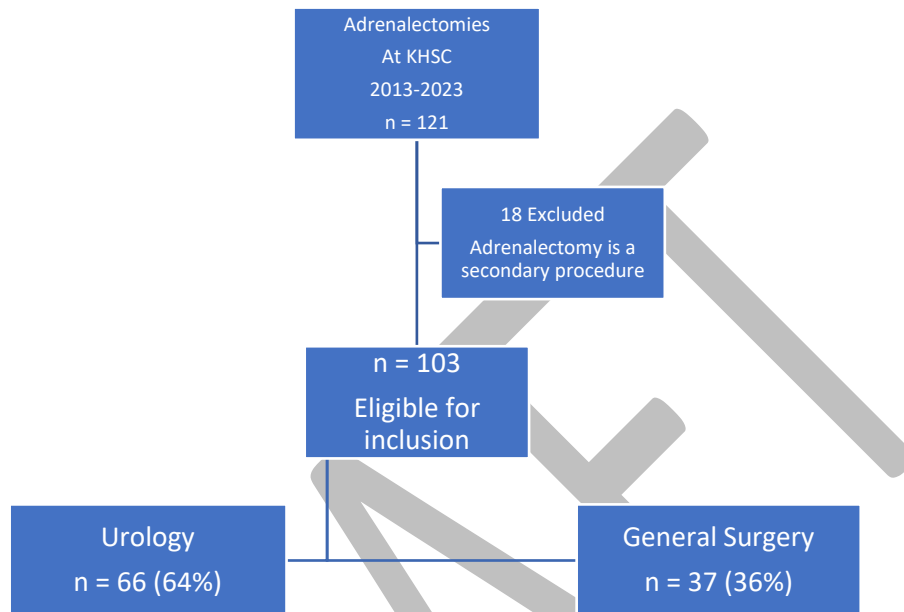 Adrenalectomies
At KHSC
2013-2023
n = 121
18 Excluded
Adrenalectomy is a
secondary procedure
n = 103
Eligible for
inclusion
Urology
n = 66 (64%)
General Surgery
n = 37 (36%)